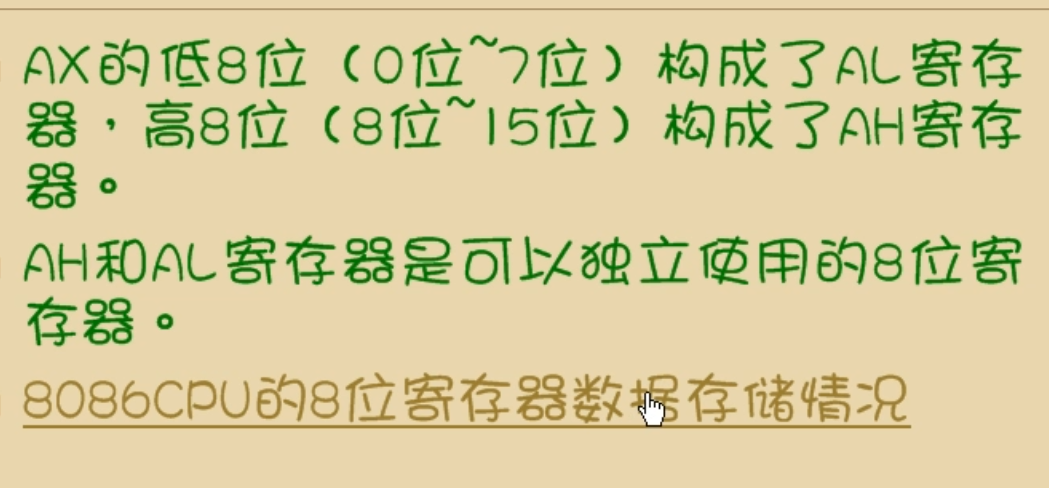 AX的低8位（0位~7位）构成了AL寄存
器，高8位（8位~15位）构成了AH寄存
器。
AH和AL寄存器是可以独立使用的8位寄
存器。
8086CPU的8位寄存器数据存储情况